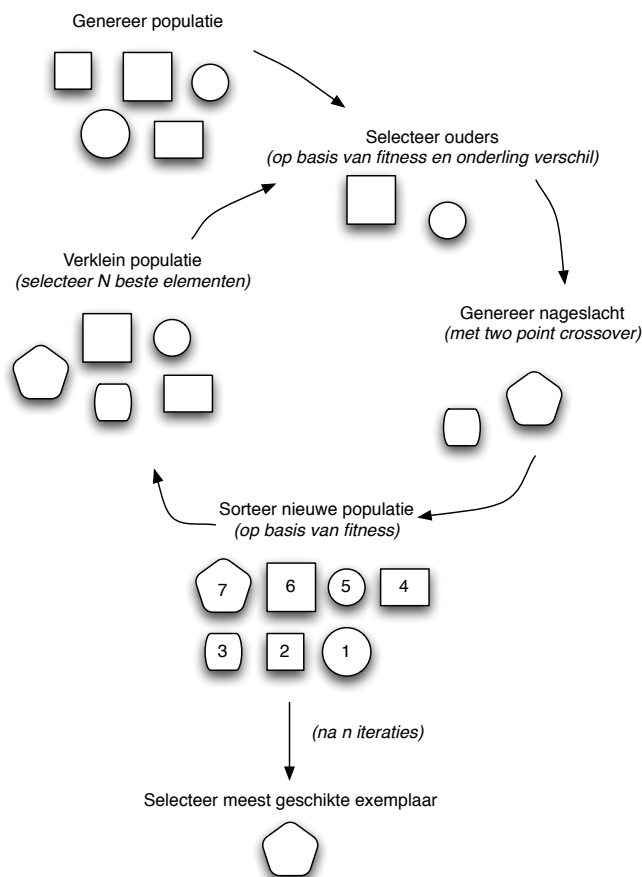 Genereer populatie
Selecteer ouders
(op basis van fitness en onderling verschil)
Verklein populatie
(selecteer N beste elementen)
Genereer nageslacht
(met two point crossover)
Sorteer nieuwe populatie
(op basis van fitness)
7 6 5 4
3 2 1
(na n iteraties)
Selecteer meest geschikte exemplaar